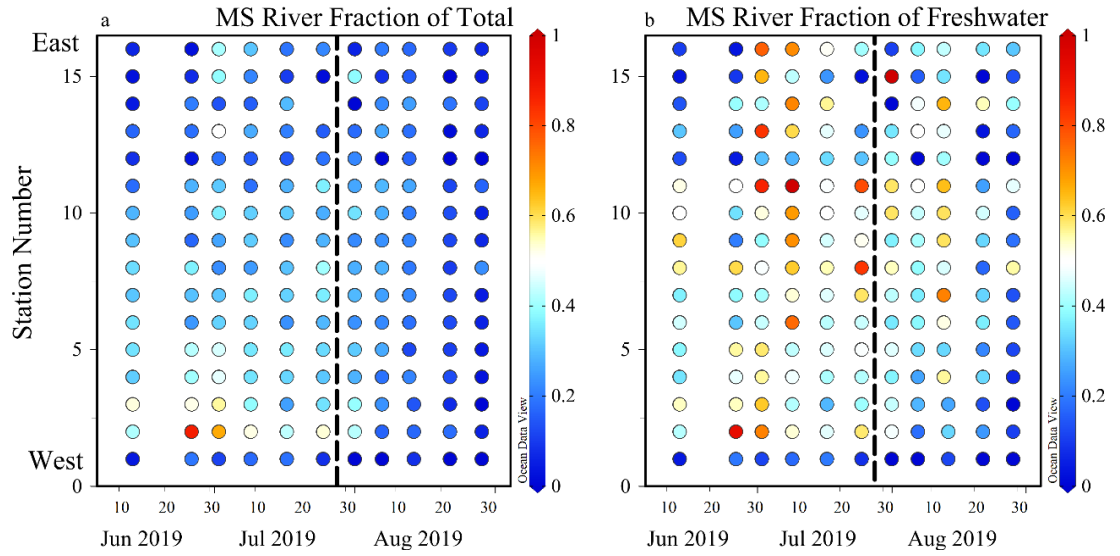 a MS River Fraction of Total
b MS River Fraction of Freshwater
East
West
Station Number
15
10
5
0
10 20 30 10 20 30 10 20 30
Jun 2019 Jul 2019 Aug 2019
1
0.8
0.6
0.4
0.2
0
Ocean Data View
15
10
5
0
10 20 30 10 20 30 10 20 30
Jun 2019 Jul 2019 Aug 2019
1
0.8
0.6
0.4
0.2
0
Ocean Data View